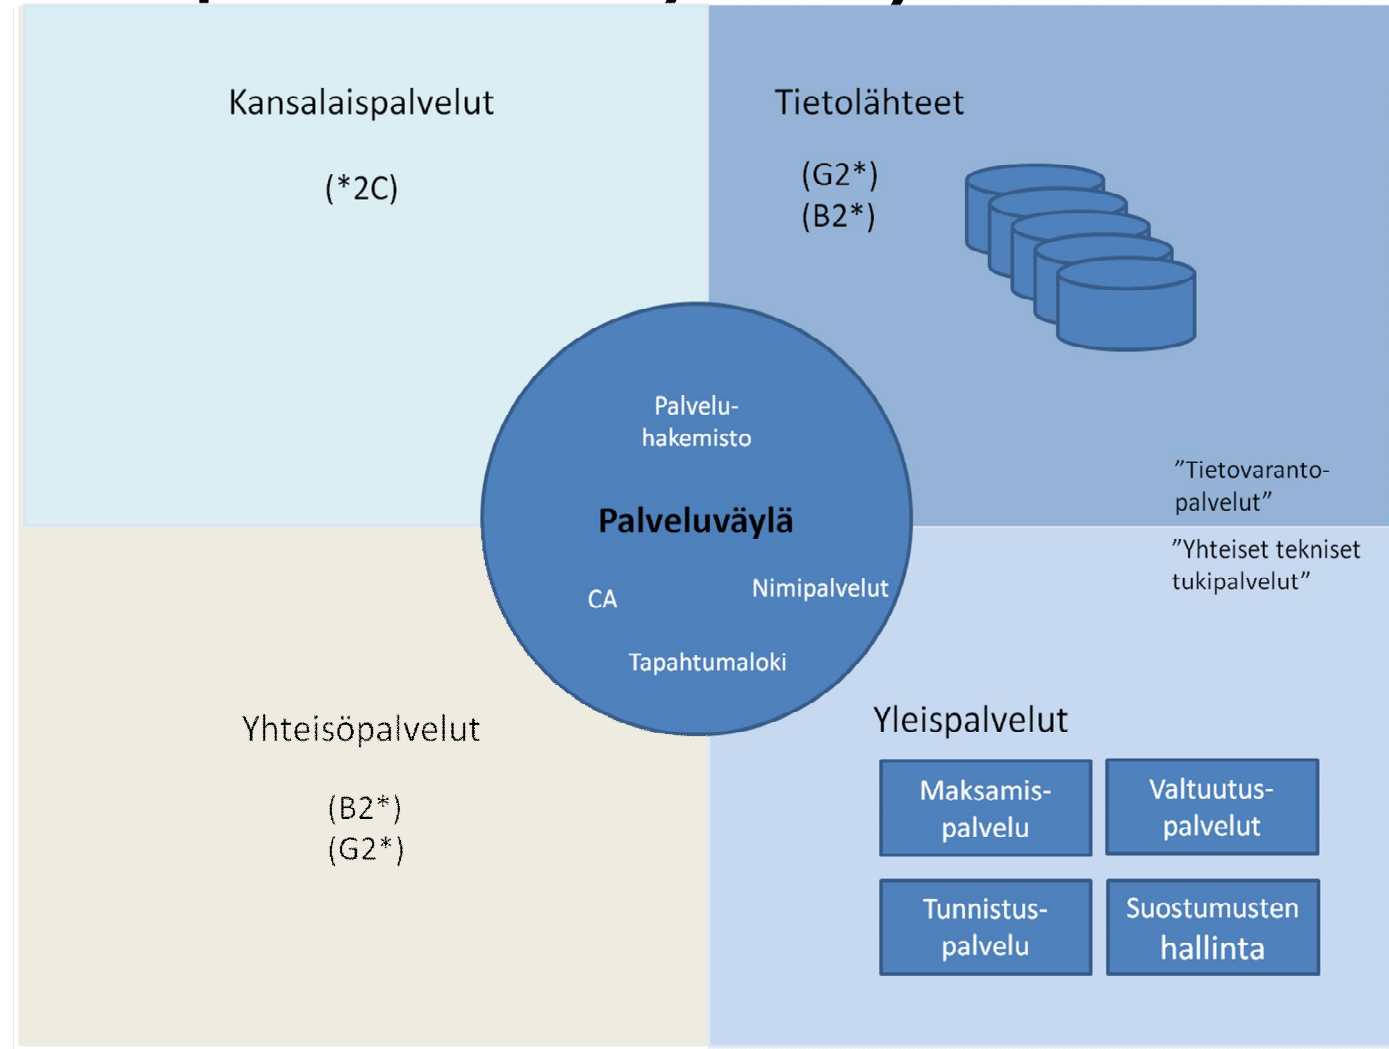 Kansalaispalvelut
(*2C)
Tietolähteet
(G2*)
(B2*)
"Tietovaranto-
palvelut"
Palvelu-
hakemisto
Palveluväylä
CA
Nimipalvelut
Tapahtumaloki
Yhteisöpalvelut
(B2*)
(G2*)
"Yhteiset tekniset
tukipalvelut"
Yleispalvelut
Maksamis-
palvelu
Valtuutus-
palvelut
Tunnistus-
palvelu
Suostumusten
hallinta